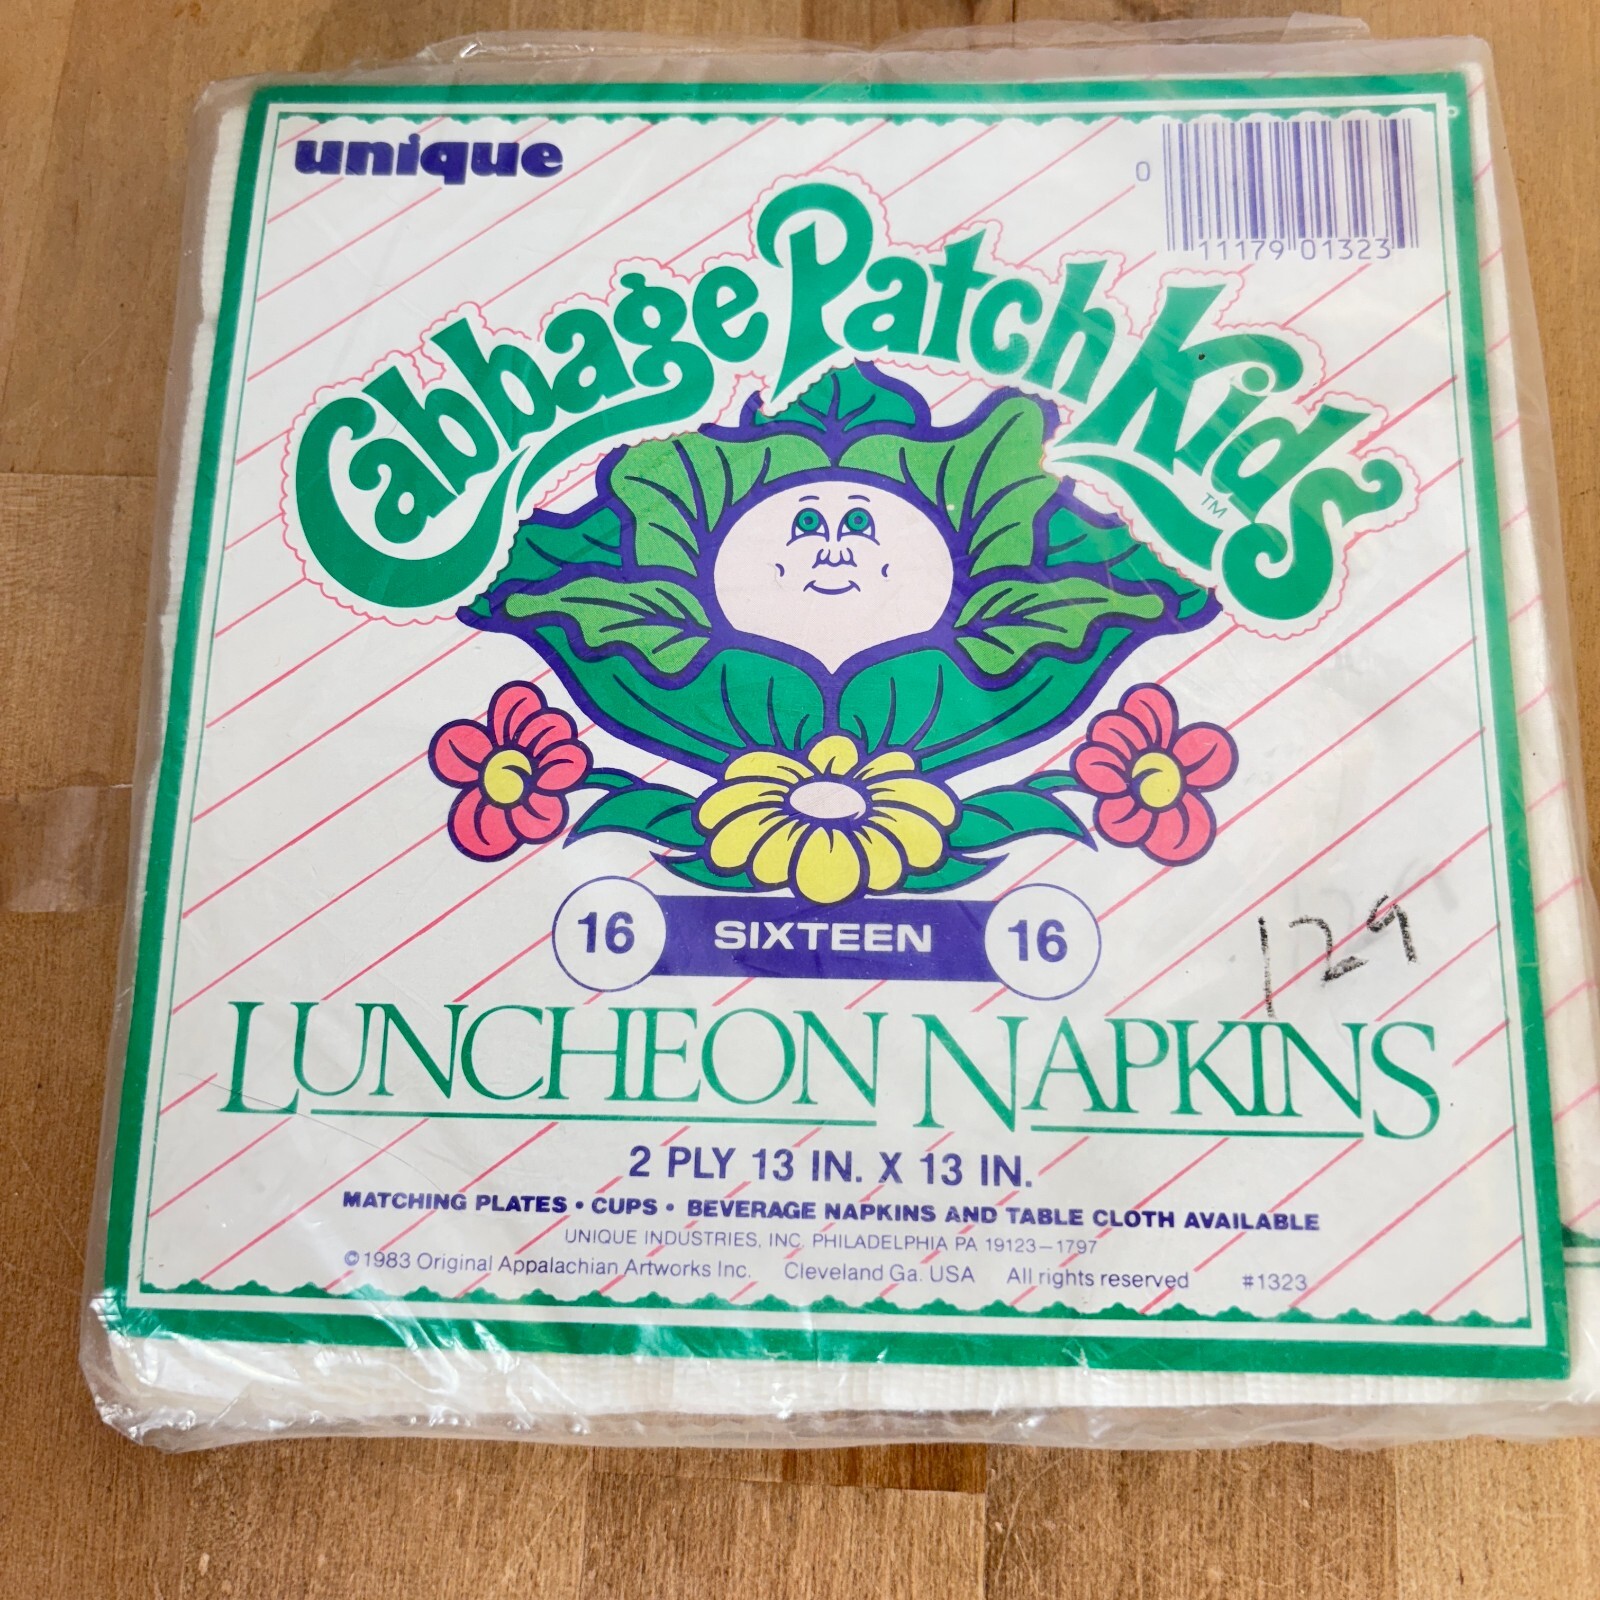 unique
0 11179 01323
Cabbage Patch Kids
TM
16 SIXTEEN 16
129
LUNCHEON NAPKINS
2 PLY 13 IN. X 13 IN.
MATCHING PLATES • CUPS • BEVERAGE NAPKINS AND TABLE CLOTH AVAILABLE
UNIQUE INDUSTRIES, INC. PHILADELPHIA PA 19123-1797
©1983 Original Appalachian Artworks Inc. Cleveland Ga. USA All rights reserved #1323